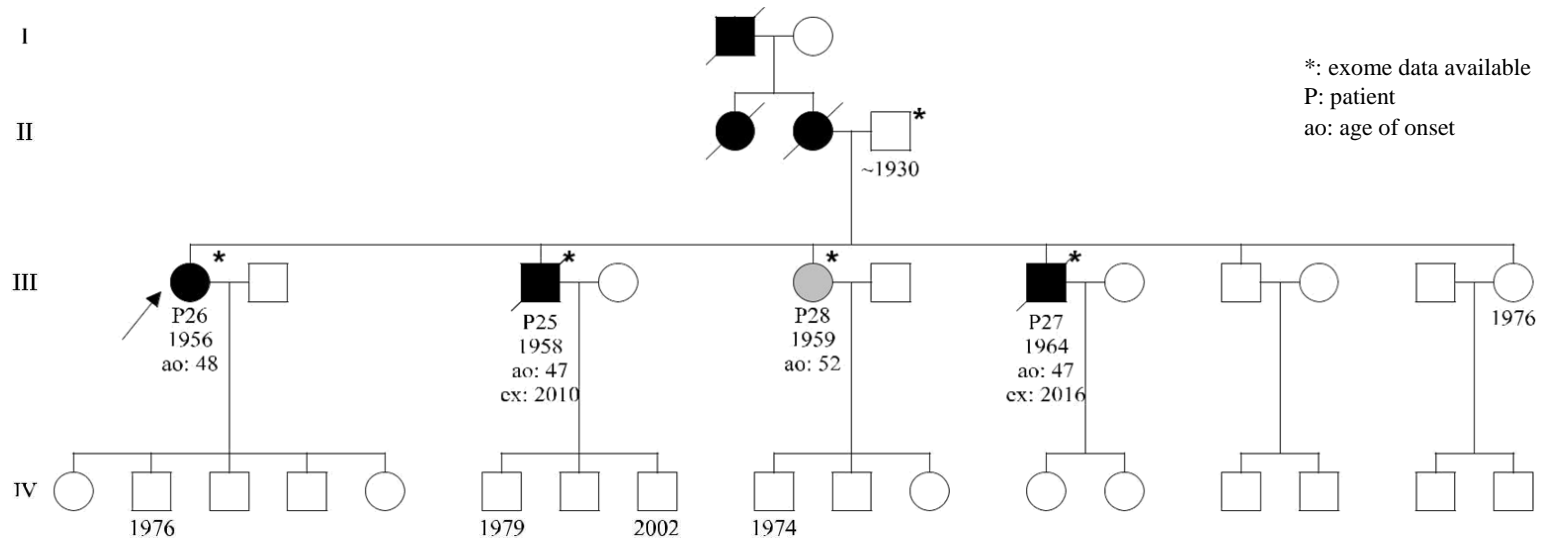 I
*: exome data available
P: patient
ao: age of onset
II
*
~1930
III
* * * *
P26 P25 P28 P27 1976
1956 1958 1959 1964
ao: 48 ao: 47 ao: 52 ao: 47
ex: 2010 ex: 2016
IV
1976 1979 2002 1974